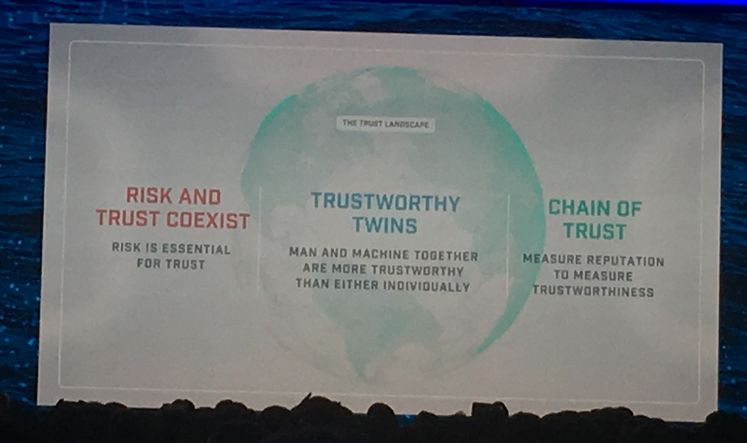 THE TRUST LANDSCAPE
RISK AND
TRUST COEXIST
RISK IS ESSENTIAL
FOR TRUST
TRUSTWORTHY
TWINS
MAN AND MACHINE TOGETHER
ARE MORE TRUSTWORTHY
THAN EITHER INDIVIDUALLY
CHAIN OF
TRUST
MEASURE REPUTATION
TO MEASURE
TRUSTWORTHINESS